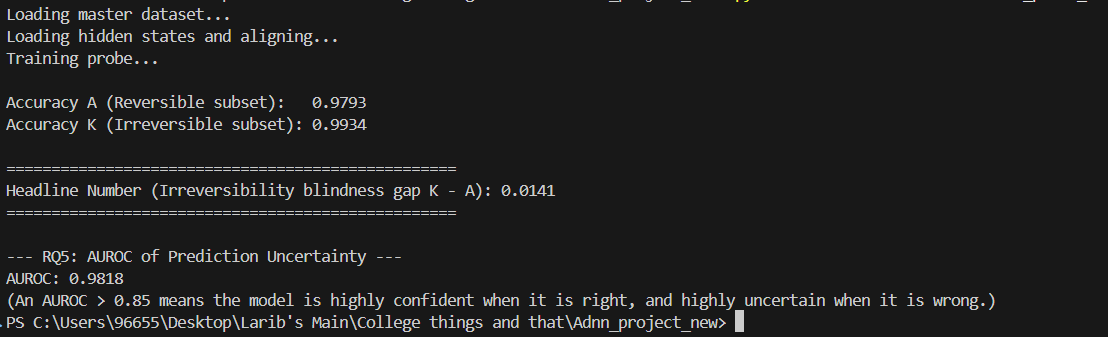 Loading master dataset...
Loading hidden states and aligning...
Training probe...
Accuracy A (Reversible subset):   0.9793
Accuracy K (Irreversible subset): 0.9934
==================================================
Headline Number (Irreversibility blindness gap K - A): 0.0141
==================================================
--- RQ5: AUROC of Prediction Uncertainty ---
AUROC: 0.9818
(An AUROC > 0.85 means the model is highly confident when it is right, and highly uncertain when it is wrong.)
PS C:\Users\96655\Desktop\Larib's Main\College things and that\Adnn_project_new>